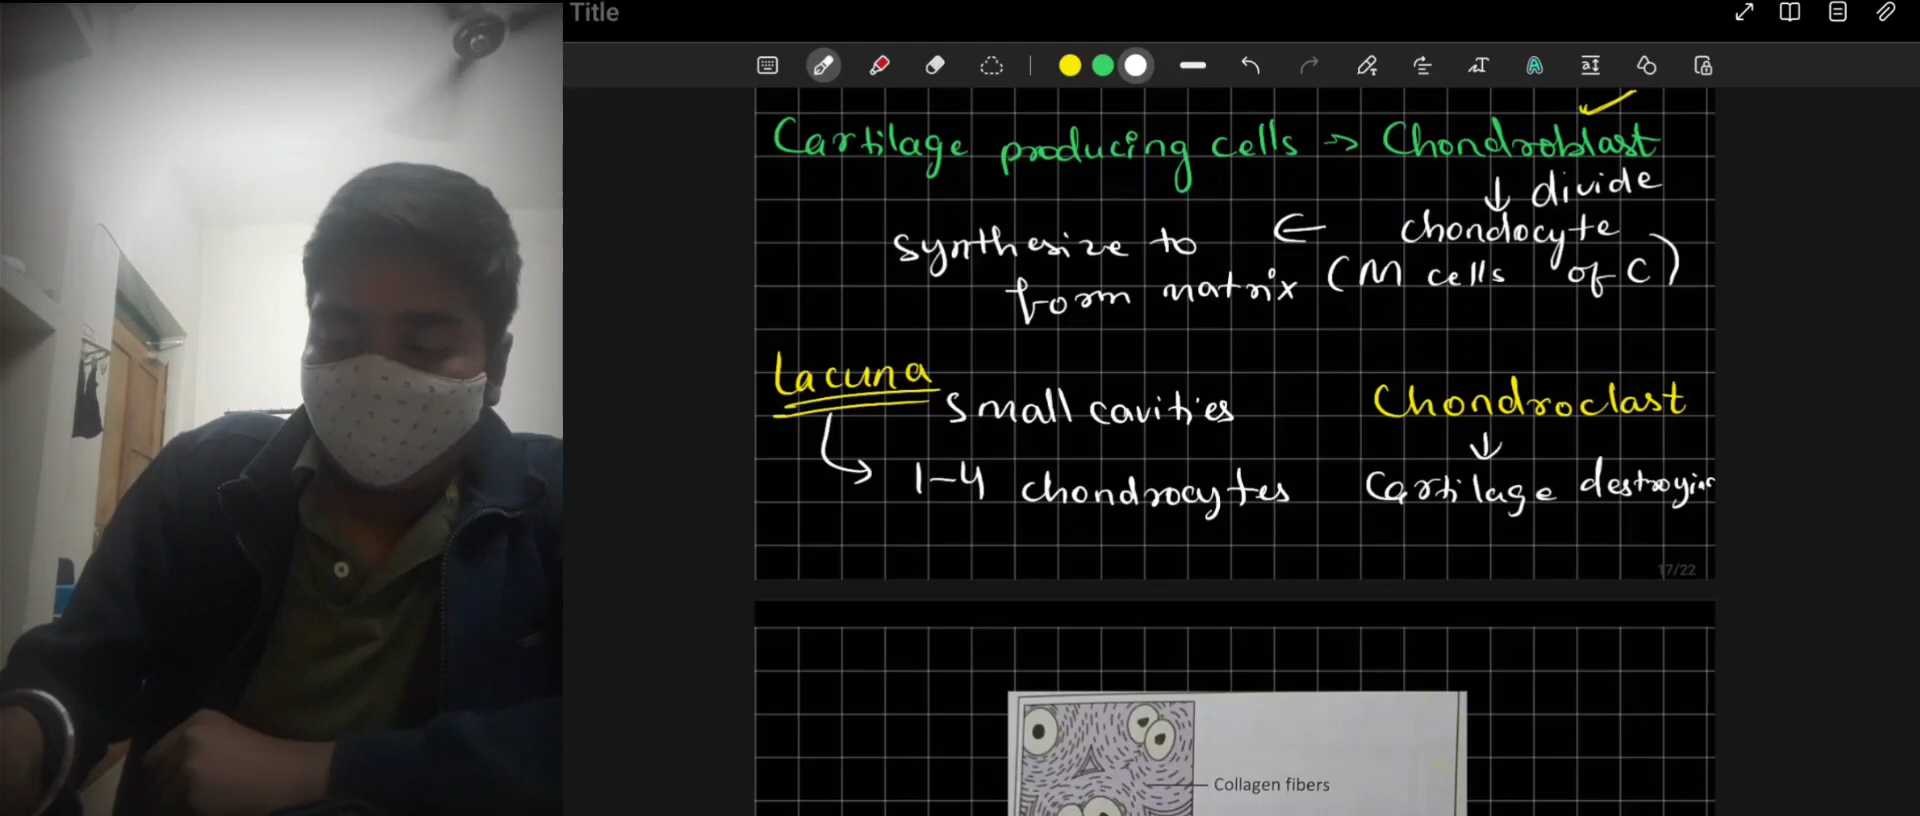 Title
Cartilage producing cells → Chondroblast
↓ divide
synthesize to ← chondocyte
form matrix (M cells of C)
Lacuna small cavities Chondroclast
↓
1-4 chondrocytes Cartilage destroyin
17/22
Collagen fibers